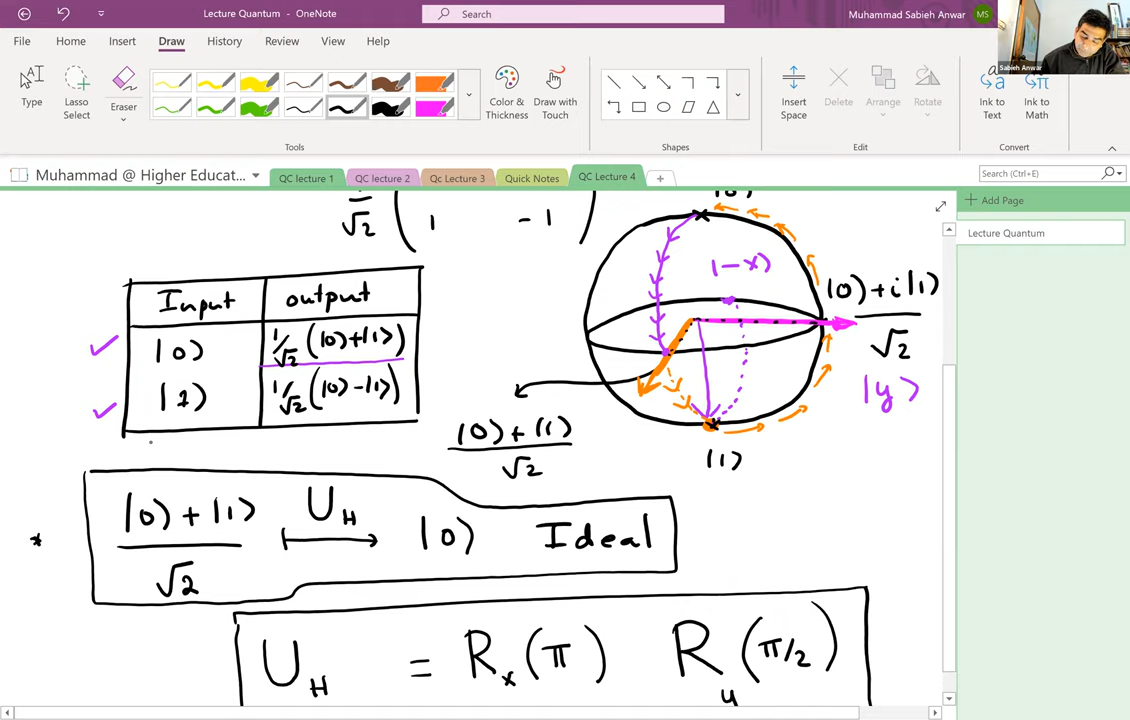 Lecture Quantum - OneNote
Search
Muhammad Sabieh Anwar
MS
Sabieh Anwar
File Home Insert Draw History Review View Help
Type
Lasso Select
Eraser
Color & Thickness
Draw with Touch
Insert Space
Delete
Arrange
Rotate
Ink to Text
Ink to Math
Tools
Shapes
Edit
Convert
Muhammad @ Higher Educat...
QC lecture 1
QC lecture 2
Qc Lecture 3
Quick Notes
QC Lecture 4
Search (Ctrl+E)
Add Page
Lecture Quantum
√2 ( 1 -1 )
Input output
|0⟩ 1/√2 (|0⟩+|1⟩)
|1⟩ 1/√2 (|0⟩-|1⟩)
|-x⟩
|0⟩+i|1⟩
√2
|y⟩
|0⟩+|1⟩
√2
|1⟩
* |0⟩+|1⟩ / √2 U_H ⟼ |0⟩ Ideal
U_H = R_x(π) R_y(π/2)